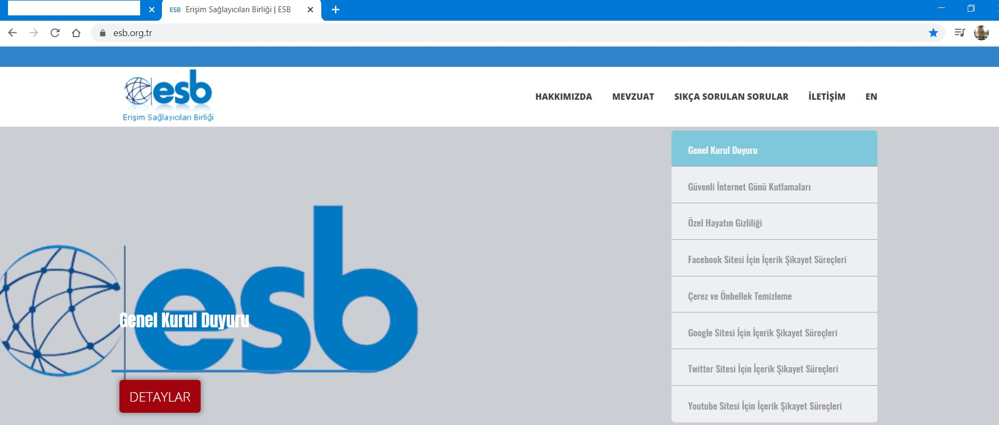 ESB Erişim Sağlayıcıları Birliği | ESB
esb.org.tr
esb
Erişim Sağlayıcıları Birliği
HAKKIMIZDA MEVZUAT SIKÇA SORULAN SORULAR İLETİŞİM EN
Genel Kurul Duyuru
Güvenli İnternet Günü Kutlamaları
Özel Hayatın Gizliliği
Facebook Sitesi İçin İçerik Şikayet Süreçleri
Çerez ve Önbellek Temizleme
Google Sitesi İçin İçerik Şikayet Süreçleri
Twitter Sitesi İçin İçerik Şikayet Süreçleri
Youtube Sitesi İçin İçerik Şikayet Süreçleri
esb
Genel Kurul Duyuru
DETAYLAR